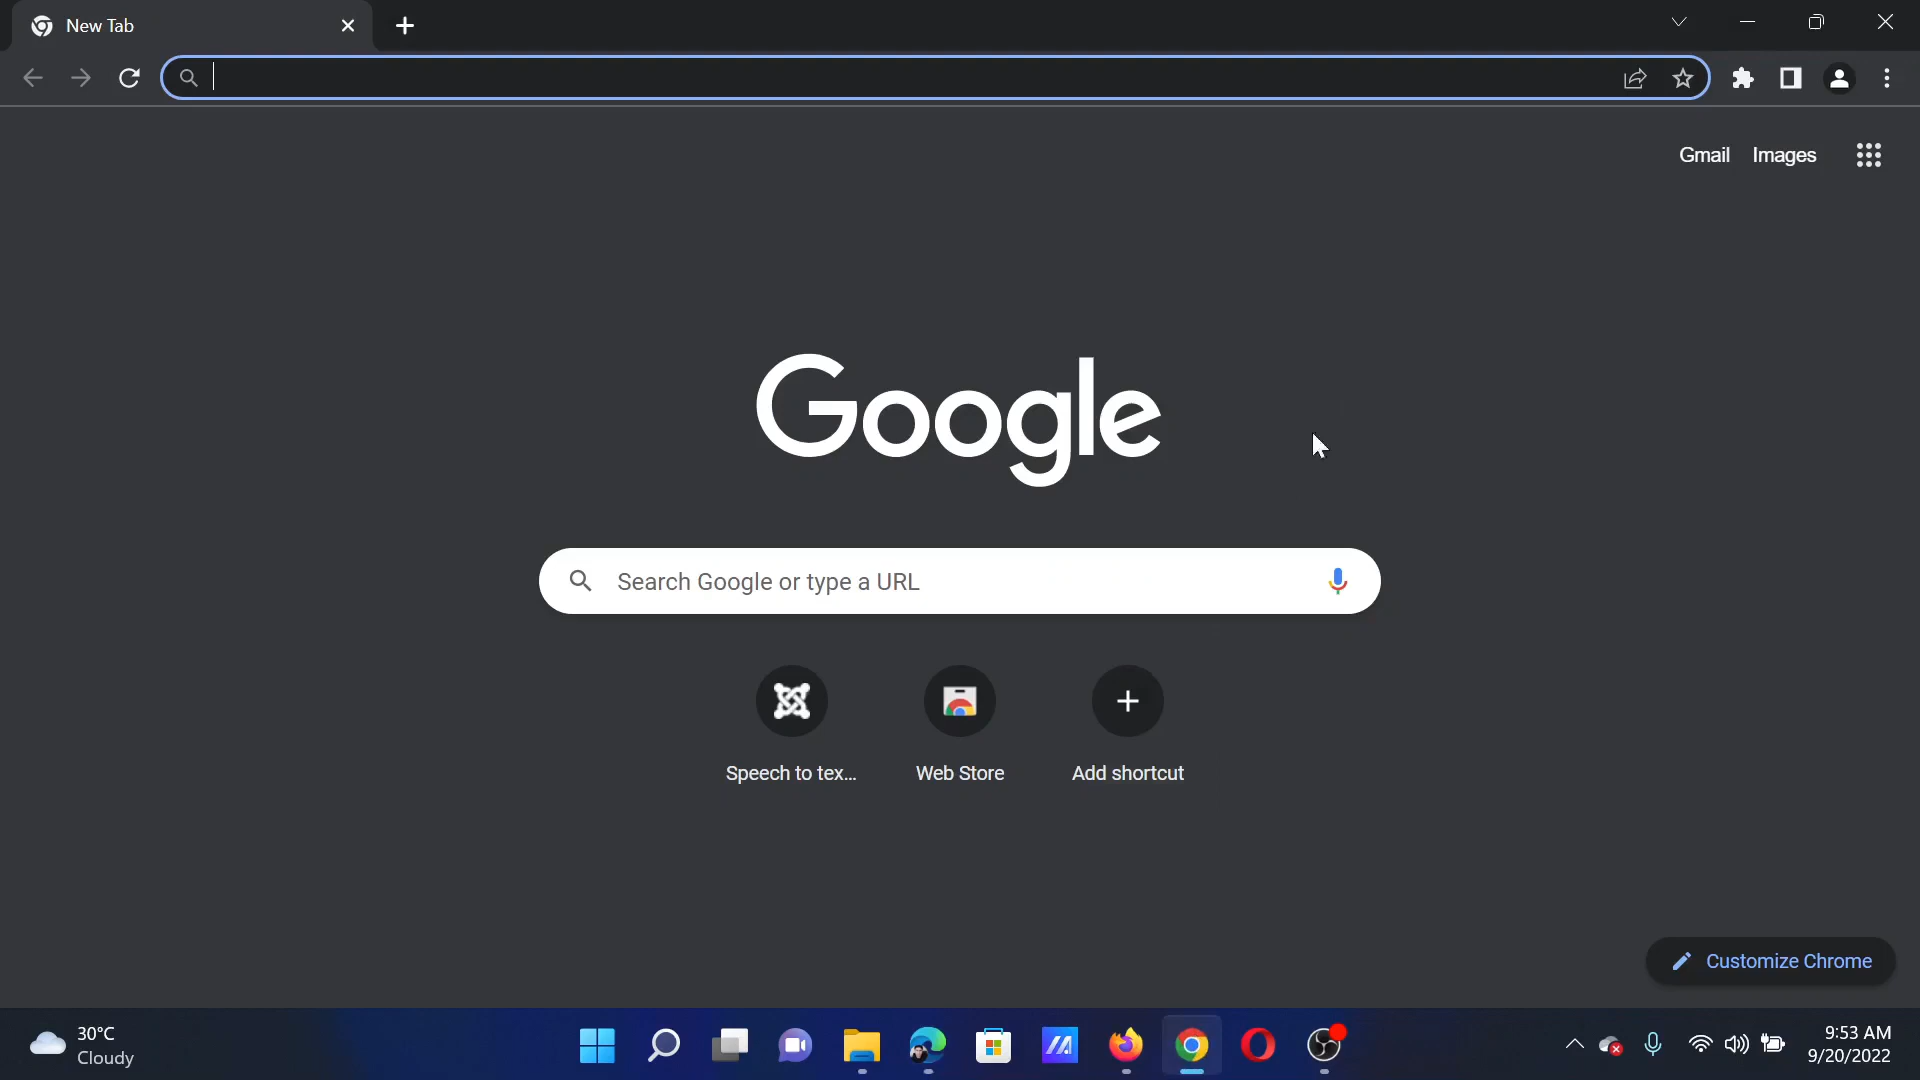 New Tab
Gmail Images
Google
Search Google or type a URL
Speech to tex...
Web Store
Add shortcut
Customize Chrome
30°C
Cloudy
9:53 AM
9/20/2022